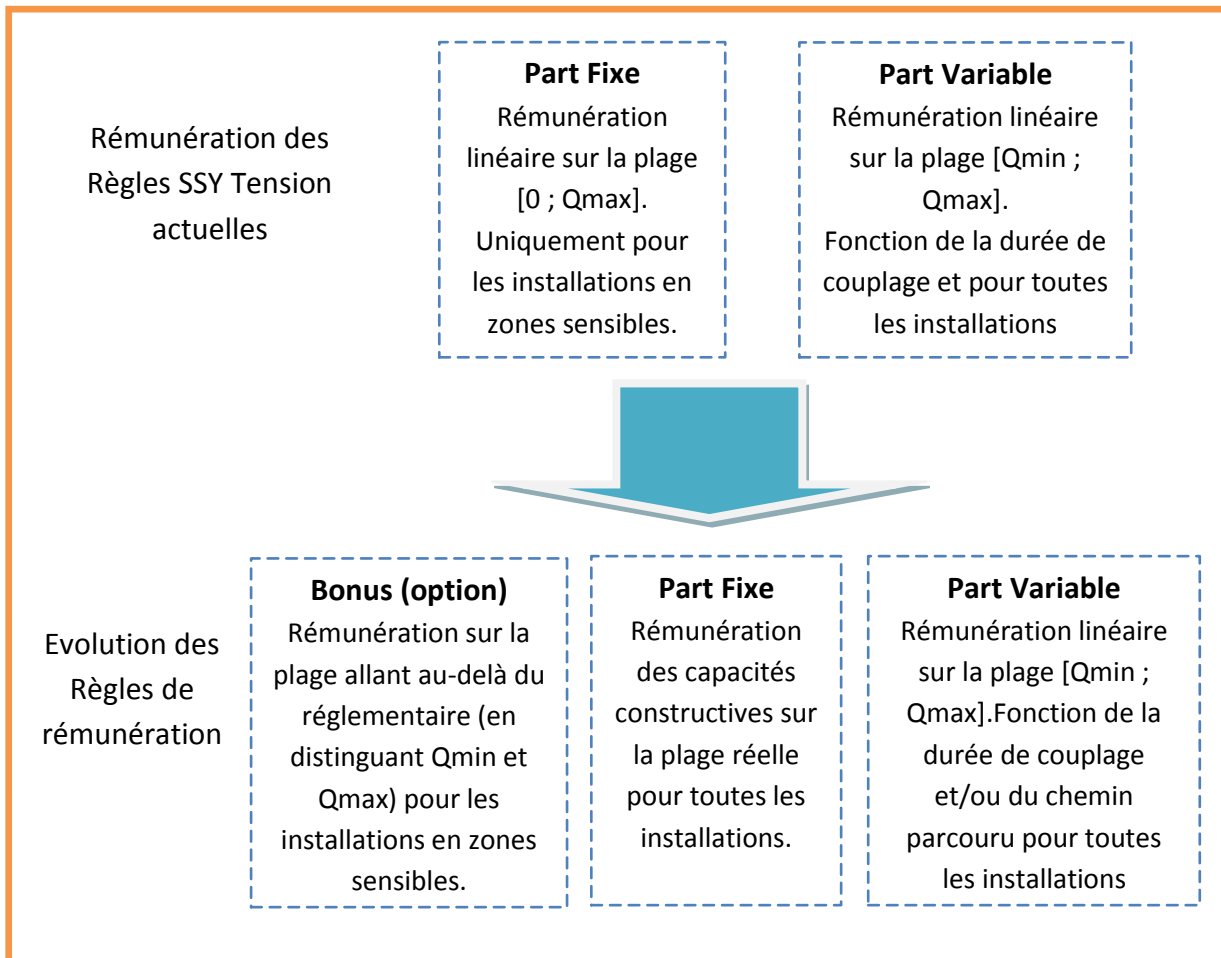 Rémunération des
Règles SSY Tension
actuelles
Part Fixe
Rémunération
linéaire sur la plage
[0 ; Qmax].
Uniquement pour
les installations en
zones sensibles.
Part Variable
Rémunération linéaire
sur la plage [Qmin ;
Qmax].
Fonction de la durée de
couplage et pour toutes
les installations
Evolution des
Règles de
rémunération
Bonus (option)
Rémunération sur la
plage allant au-delà du
réglementaire (en
distinguant Qmin et
Qmax) pour les
installations en zones
sensibles.
Part Fixe
Rémunération
des capacités
constructives sur
la plage réelle
pour toutes les
installations.
Part Variable
Rémunération linéaire
sur la plage [Qmin ;
Qmax].Fonction de la
durée de couplage
et/ou du chemin
parcouru pour toutes
les installations